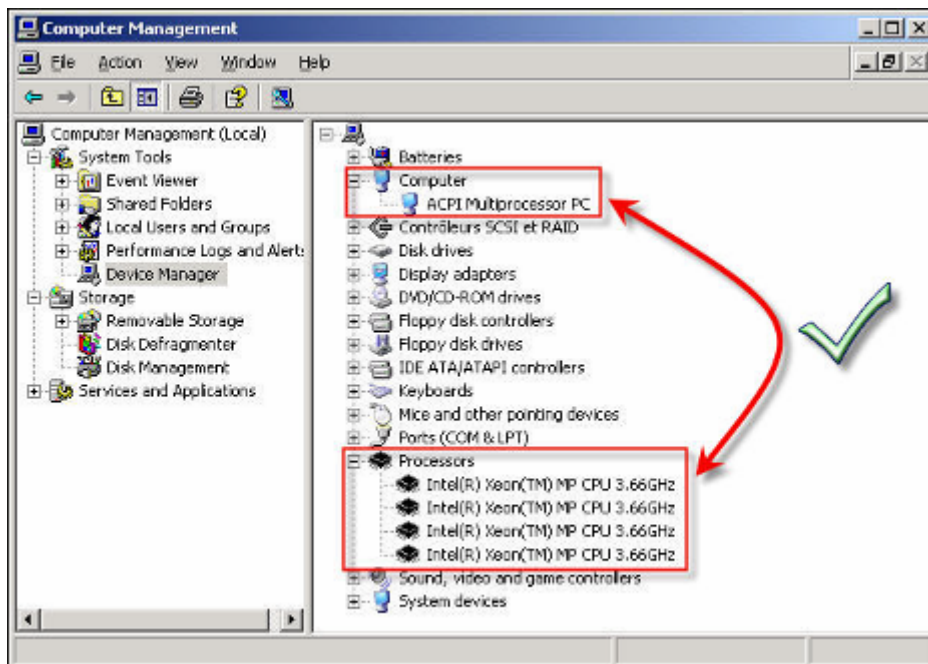 Computer Management
File Action View Window Help
Computer Management (Local)
System Tools
Event Viewer
Shared Folders
Local Users and Groups
Performance Logs and Alert:
Device Manager
Storage
Removable Storage
Disk Defragmenter
Disk Management
Services and Applications
Batteries
Computer
ACPI Multiprocessor PC
Contrôleurs SCSI et RAID
Disk drives
Display adapters
DVD/CD-ROM drives
Floppy disk controllers
Floppy disk drives
IDE ATA/ATAPI controllers
Keyboards
Mice and other pointing devices
Ports (COM & LPT)
Processors
Intel(R) Xeon(TM) MP CPU 3.66GHz
Intel(R) Xeon(TM) MP CPU 3.66GHz
Intel(R) Xeon(TM) MP CPU 3.66GHz
Intel(R) Xeon(TM) MP CPU 3.66GHz
Sound, video and game controllers
System devices